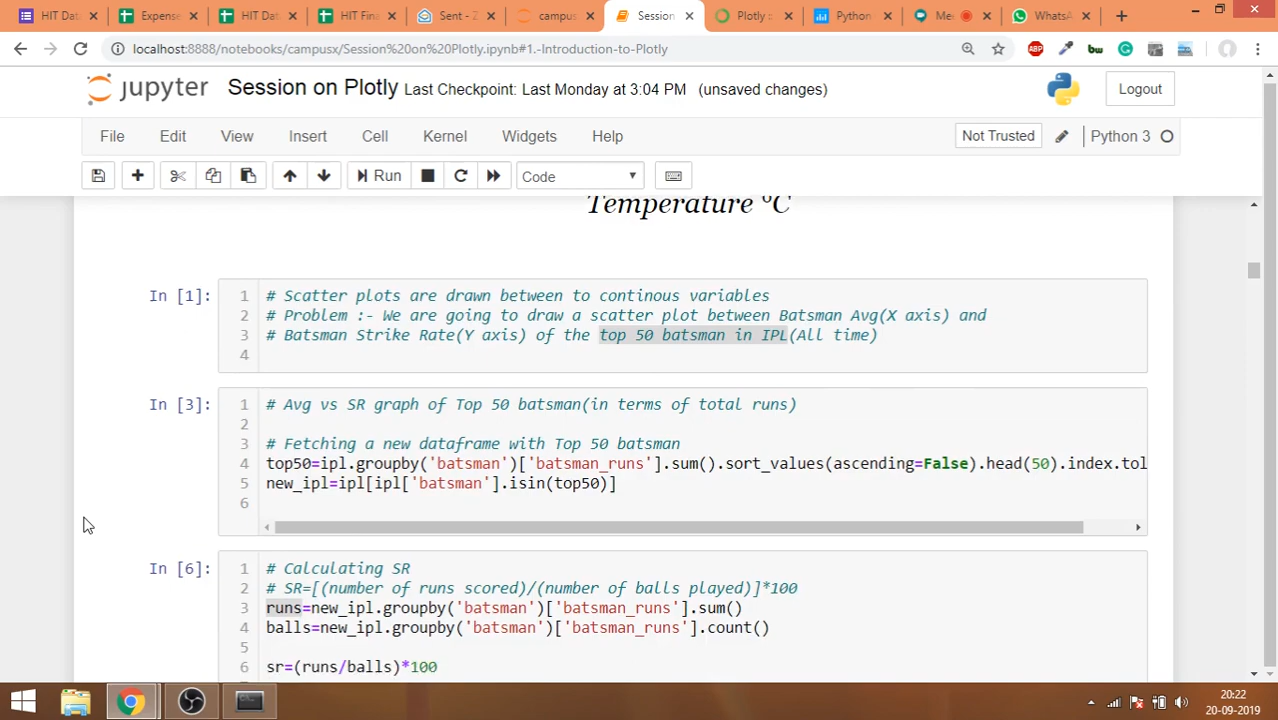 HIT Dat
Expense
HIT Dat
HIT Fina
Sent - Z
campus
Session
Plotly
Python
Me
WhatsA
localhost:8888/notebooks/campusx/Session%20on%20Plotly.ipynb#1.-Introduction-to-Plotly
ABP
bw
jupyter Session on Plotly Last Checkpoint: Last Monday at 3:04 PM (unsaved changes)
Logout
File Edit View Insert Cell Kernel Widgets Help
Not Trusted
Python 3
Run
Code
Temperature °C
In [1]:
1 # Scatter plots are drawn between to continous variables
2 # Problem :- We are going to draw a scatter plot between Batsman Avg(X axis) and
3 # Batsman Strike Rate(Y axis) of the top 50 batsman in IPL(All time)
4
In [3]:
1 # Avg vs SR graph of Top 50 batsman(in terms of total runs)
2
3 # Fetching a new dataframe with Top 50 batsman
4 top50=ipl.groupby('batsman')['batsman_runs'].sum().sort_values(ascending=False).head(50).index.tol
5 new_ipl=ipl[ipl['batsman'].isin(top50)]
6
In [6]:
1 # Calculating SR
2 # SR=[(number of runs scored)/(number of balls played)]*100
3 runs=new_ipl.groupby('batsman')['batsman_runs'].sum()
4 balls=new_ipl.groupby('batsman')['batsman_runs'].count()
5
6 sr=(runs/balls)*100
20:22
20-09-2019